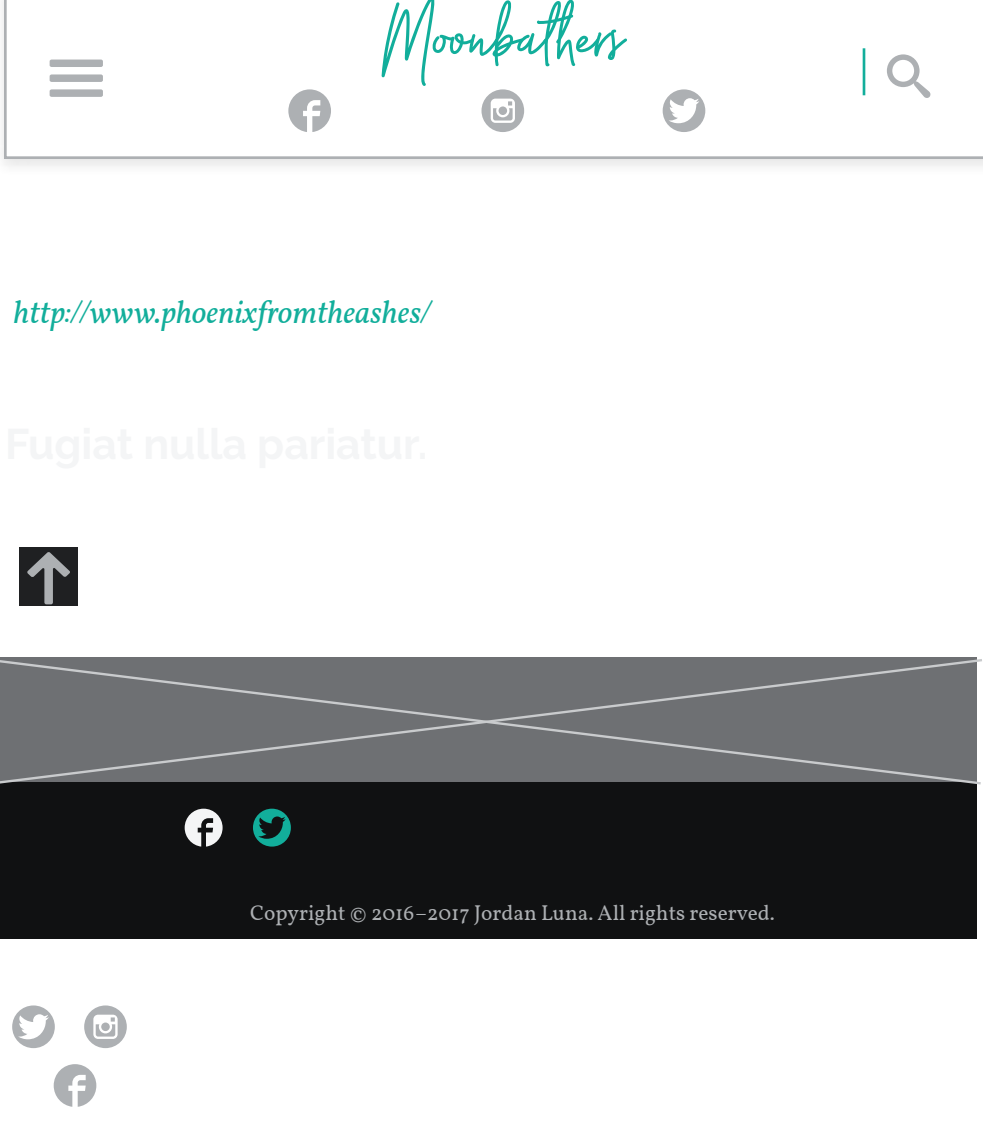 Moonbathers
http://www.phoenixfromtheashes/
Fugiat nulla pariatur.
Copyright © 2016–2017 Jordan Luna. All rights reserved.